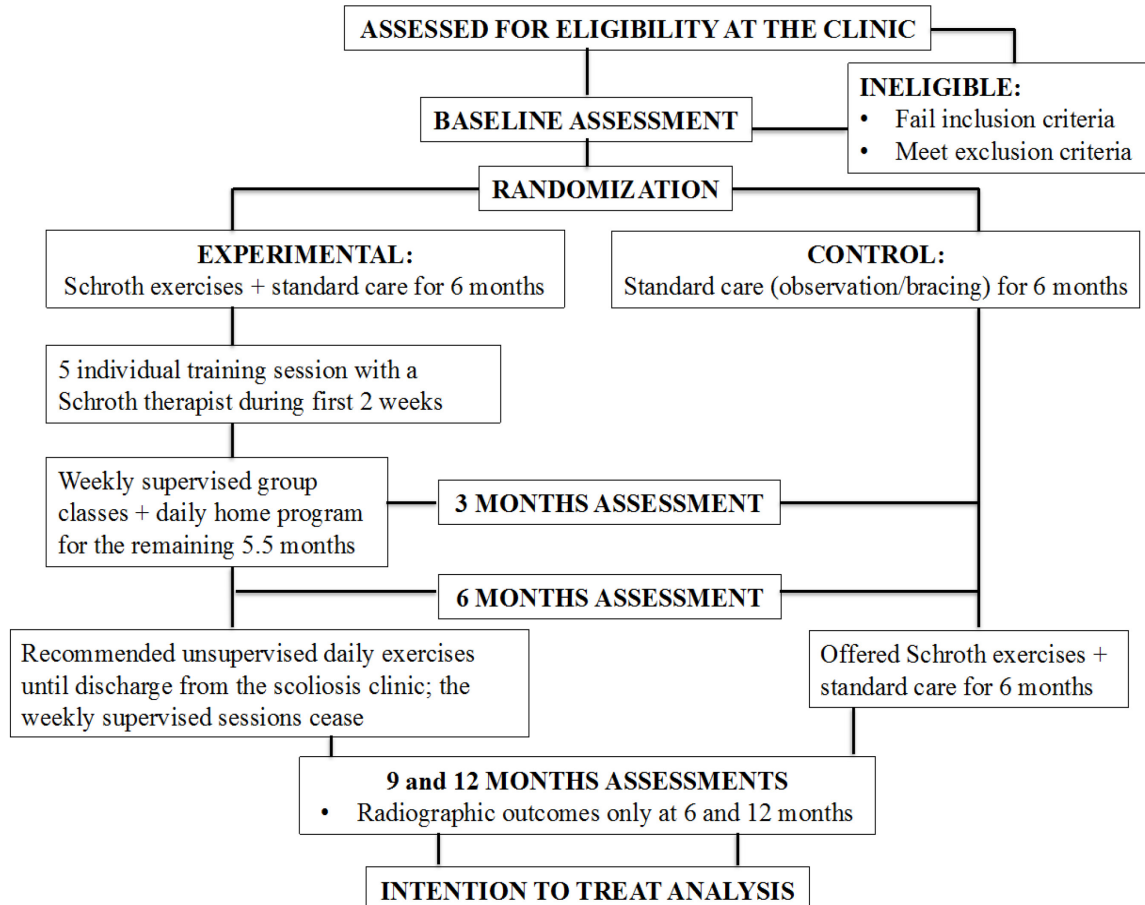 ASSESSED FOR ELIGIBILITY AT THE CLINIC
INELIGIBLE:
• Fail inclusion criteria
• Meet exclusion criteria
BASELINE ASSESSMENT
RANDOMIZATION
EXPERIMENTAL:
Schroth exercises + standard care for 6 months
CONTROL:
Standard care (observation/bracing) for 6 months
5 individual training session with a
Schroth therapist during first 2 weeks
Weekly supervised group
classes + daily home program
for the remaining 5.5 months
3 MONTHS ASSESSMENT
6 MONTHS ASSESSMENT
Recommended unsupervised daily exercises
until discharge from the scoliosis clinic; the
weekly supervised sessions cease
Offered Schroth exercises +
standard care for 6 months
9 and 12 MONTHS ASSESSMENTS
• Radiographic outcomes only at 6 and 12 months
INTENTION TO TREAT ANALYSIS